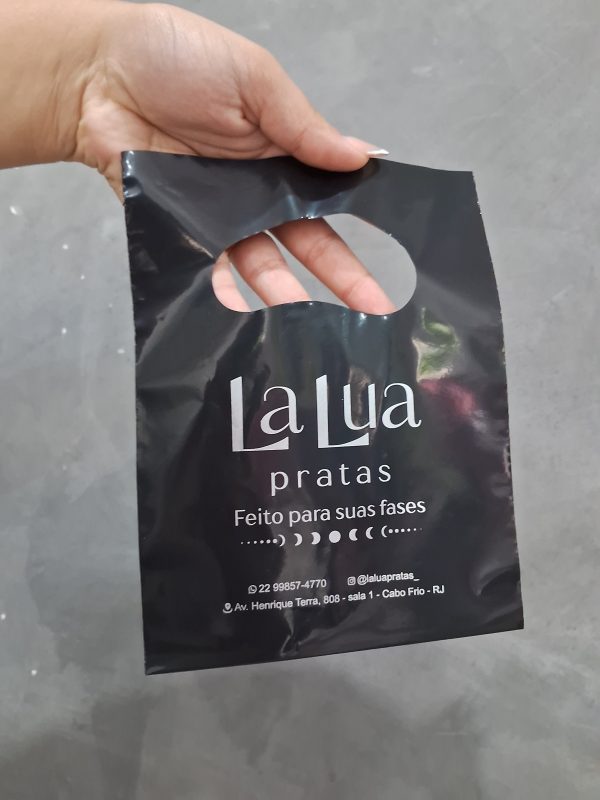 La Lua
pratas
Feito para suas fases
22 99857-4770 @laluapratas_
Av. Henrique Terra, 808 - sala 1 - Cabo Frio - RJ